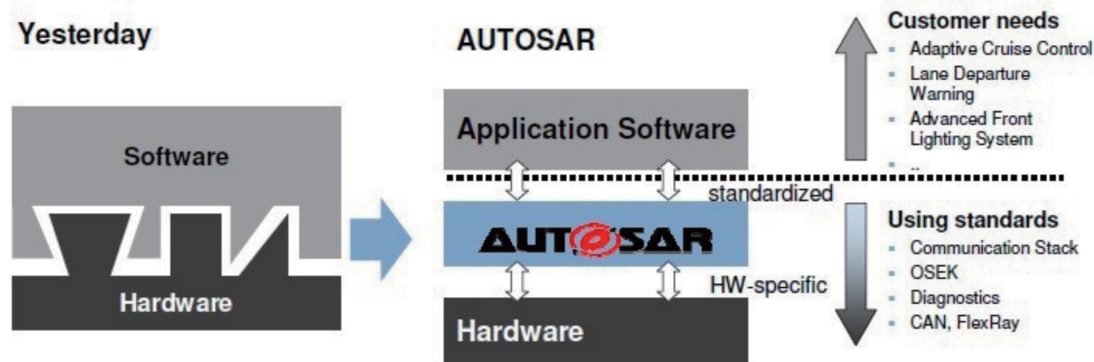 Yesterday
Software
Hardware
AUTOSAR
Application Software
standardized
AUTOSAR
HW-specific
Hardware
Customer needs
Adaptive Cruise Control
Lane Departure
Warning
Advanced Front
Lighting System
..
Using standards
Communication Stack
OSEK
Diagnostics
CAN, FlexRay